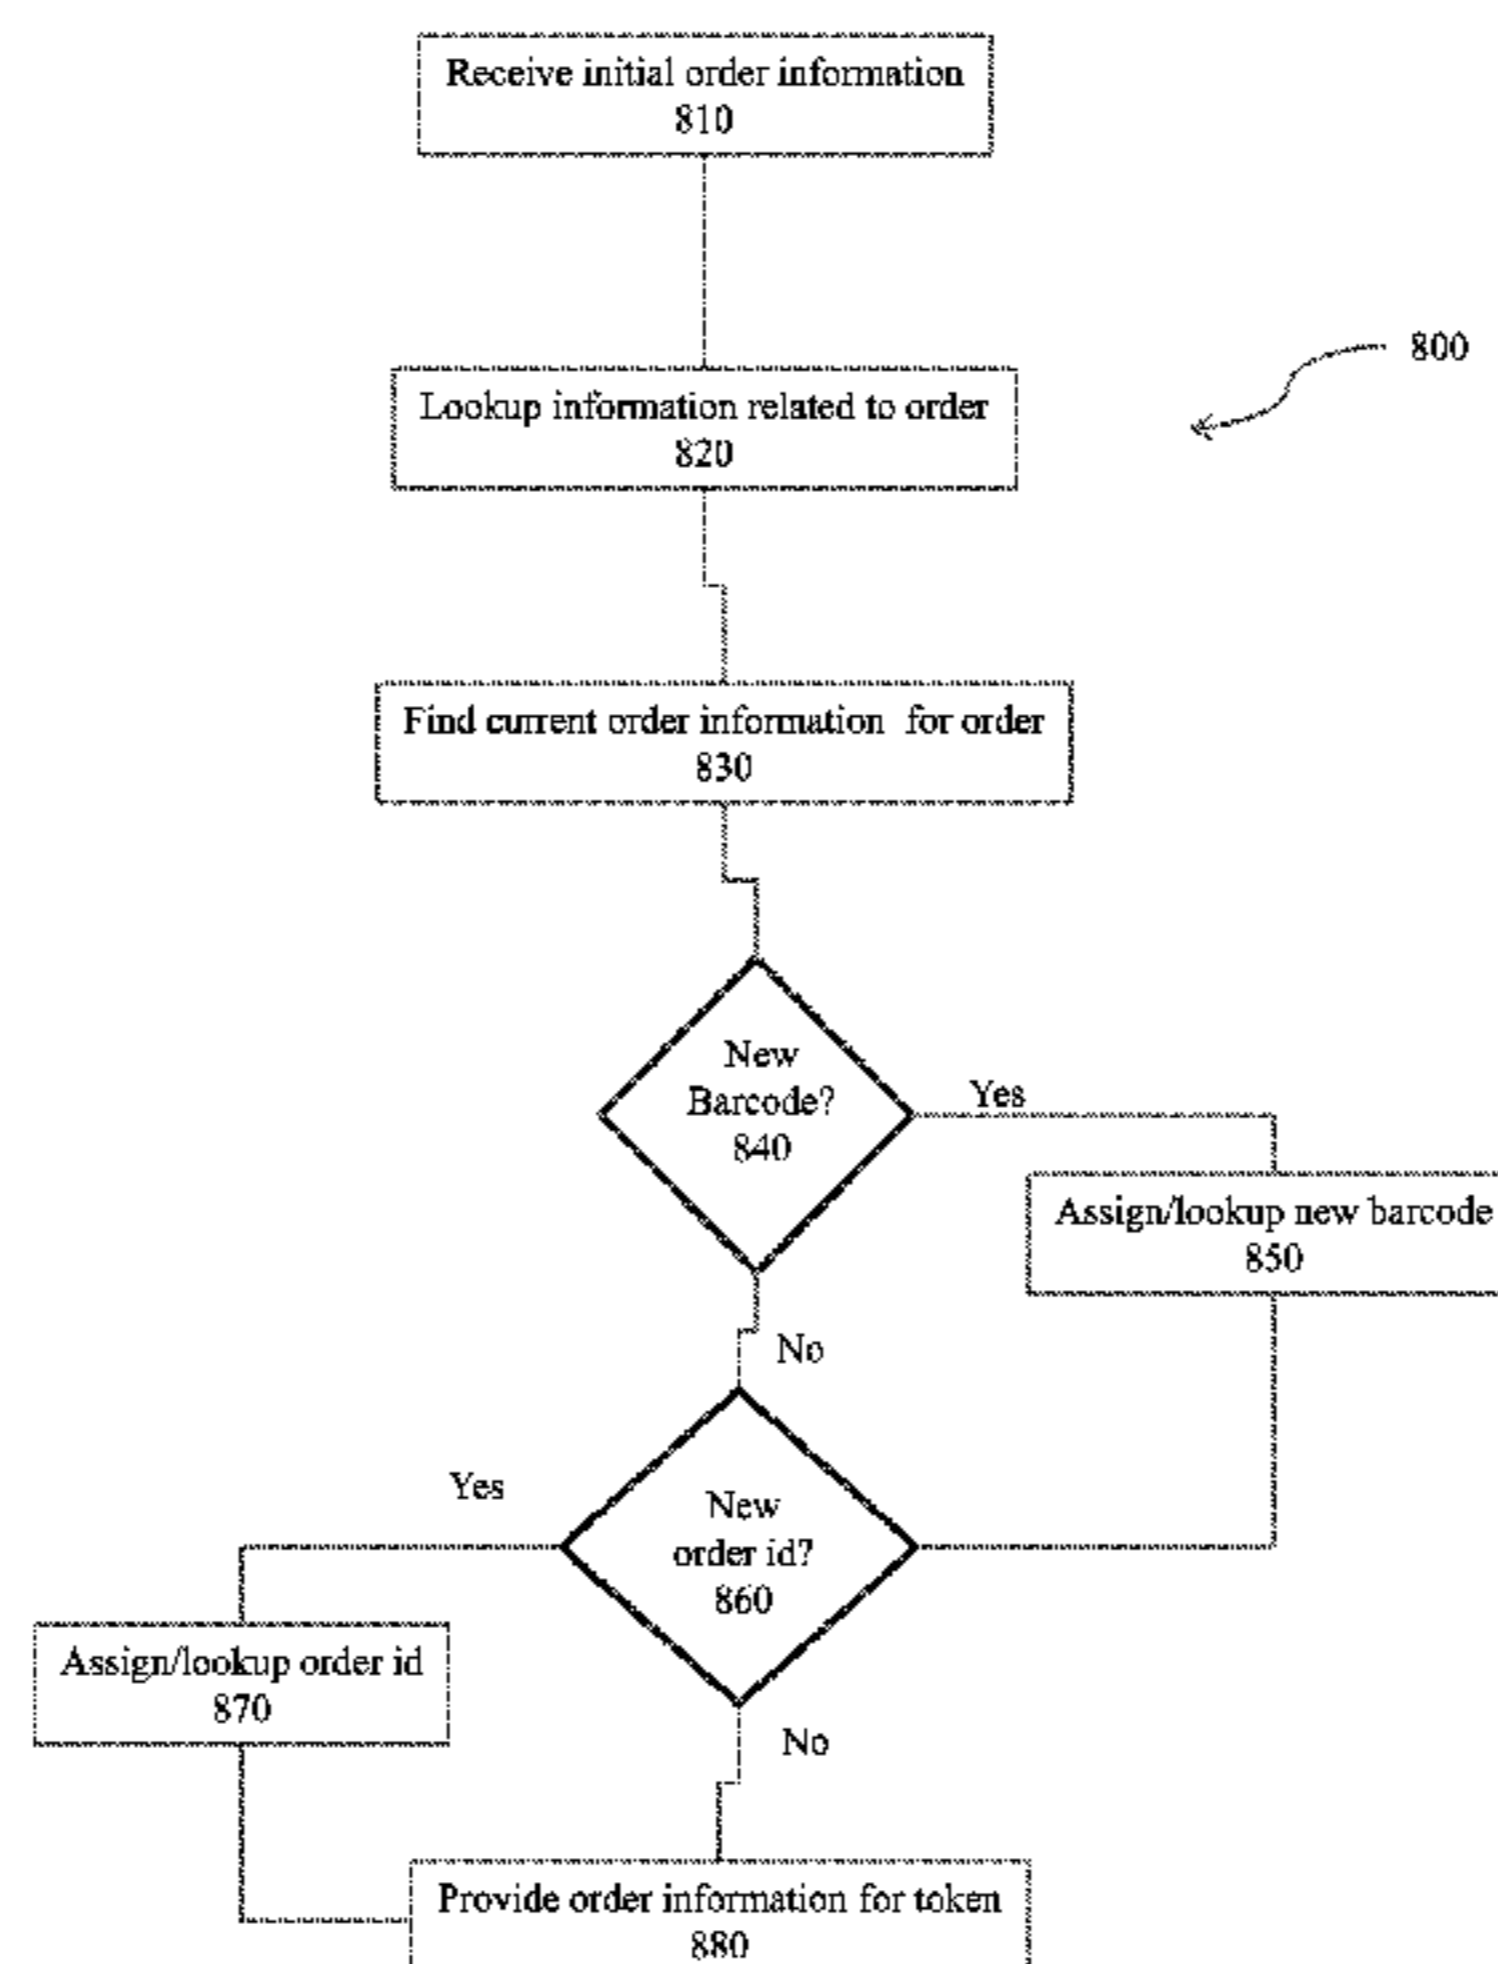 Receive initial order information
810
800
Lookup information related to order
820
Find current order information for order
830
New
Barcode?
840
Yes
Assign/lookup new barcode
850
No
Yes
New
order id?
860
Assign/lookup order id
870
No
Provide order information for token
880